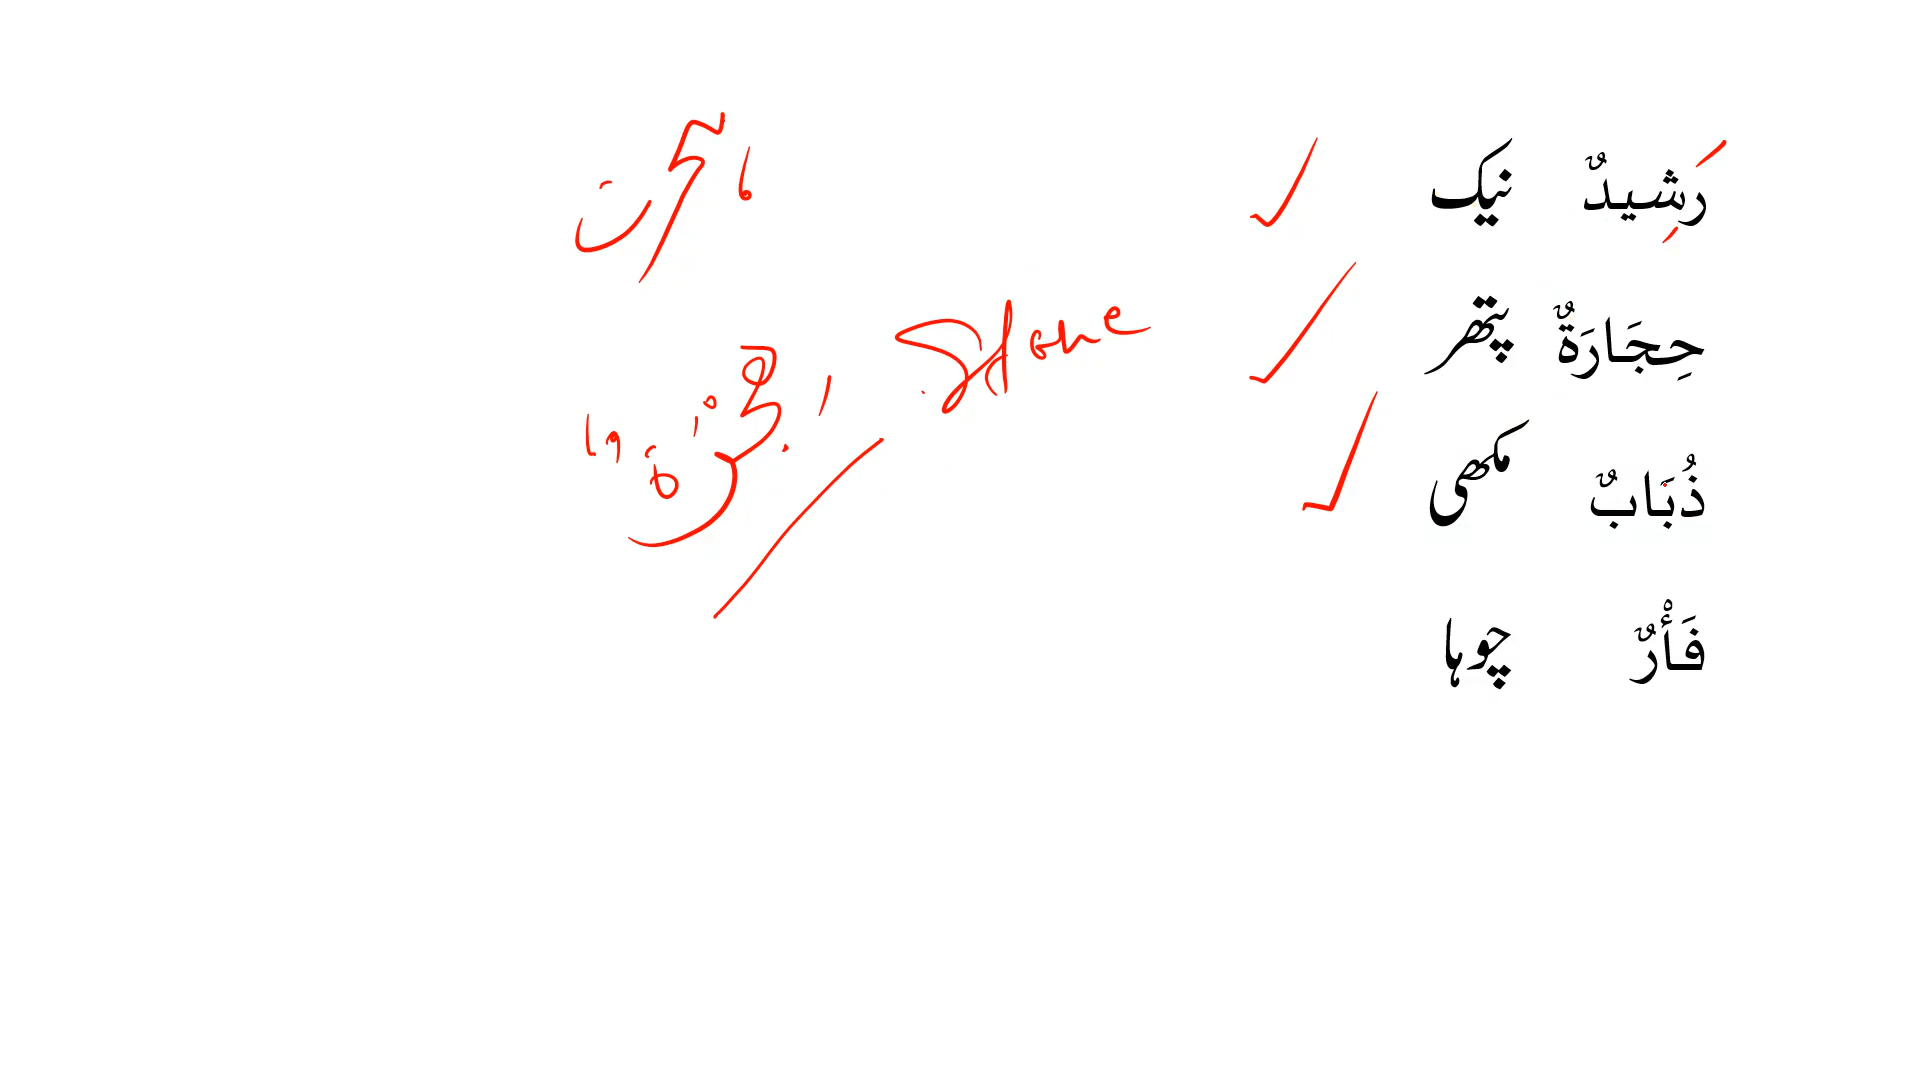 رَشِيدٌ نیک
حِجَارَةٌ پتھر Stone
ذُبَابٌ مکھی
فَأْرٌ چوہا